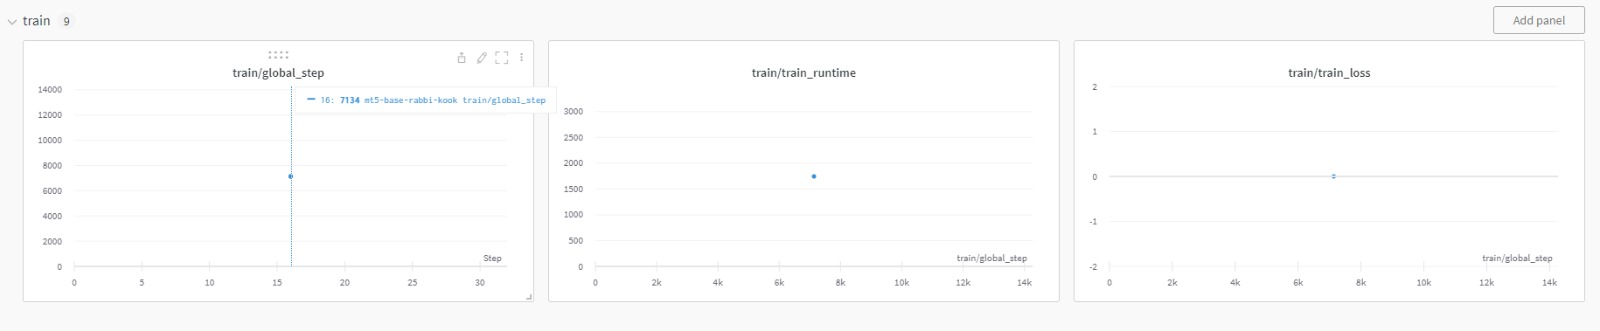 train 9
Add panel
train/global_step
16: 7134 mt5-base-rabbi-kook train/global_step
14000
12000
10000
8000
6000
4000
2000
0
Step
0 5 10 15 20 25 30
train/train_runtime
3000
2500
2000
1500
1000
500
0
train/global_step
0 2k 4k 6k 8k 10k 12k 14k
train/train_loss
2
1
0
-1
-2
train/global_step
0 2k 4k 6k 8k 10k 12k 14k